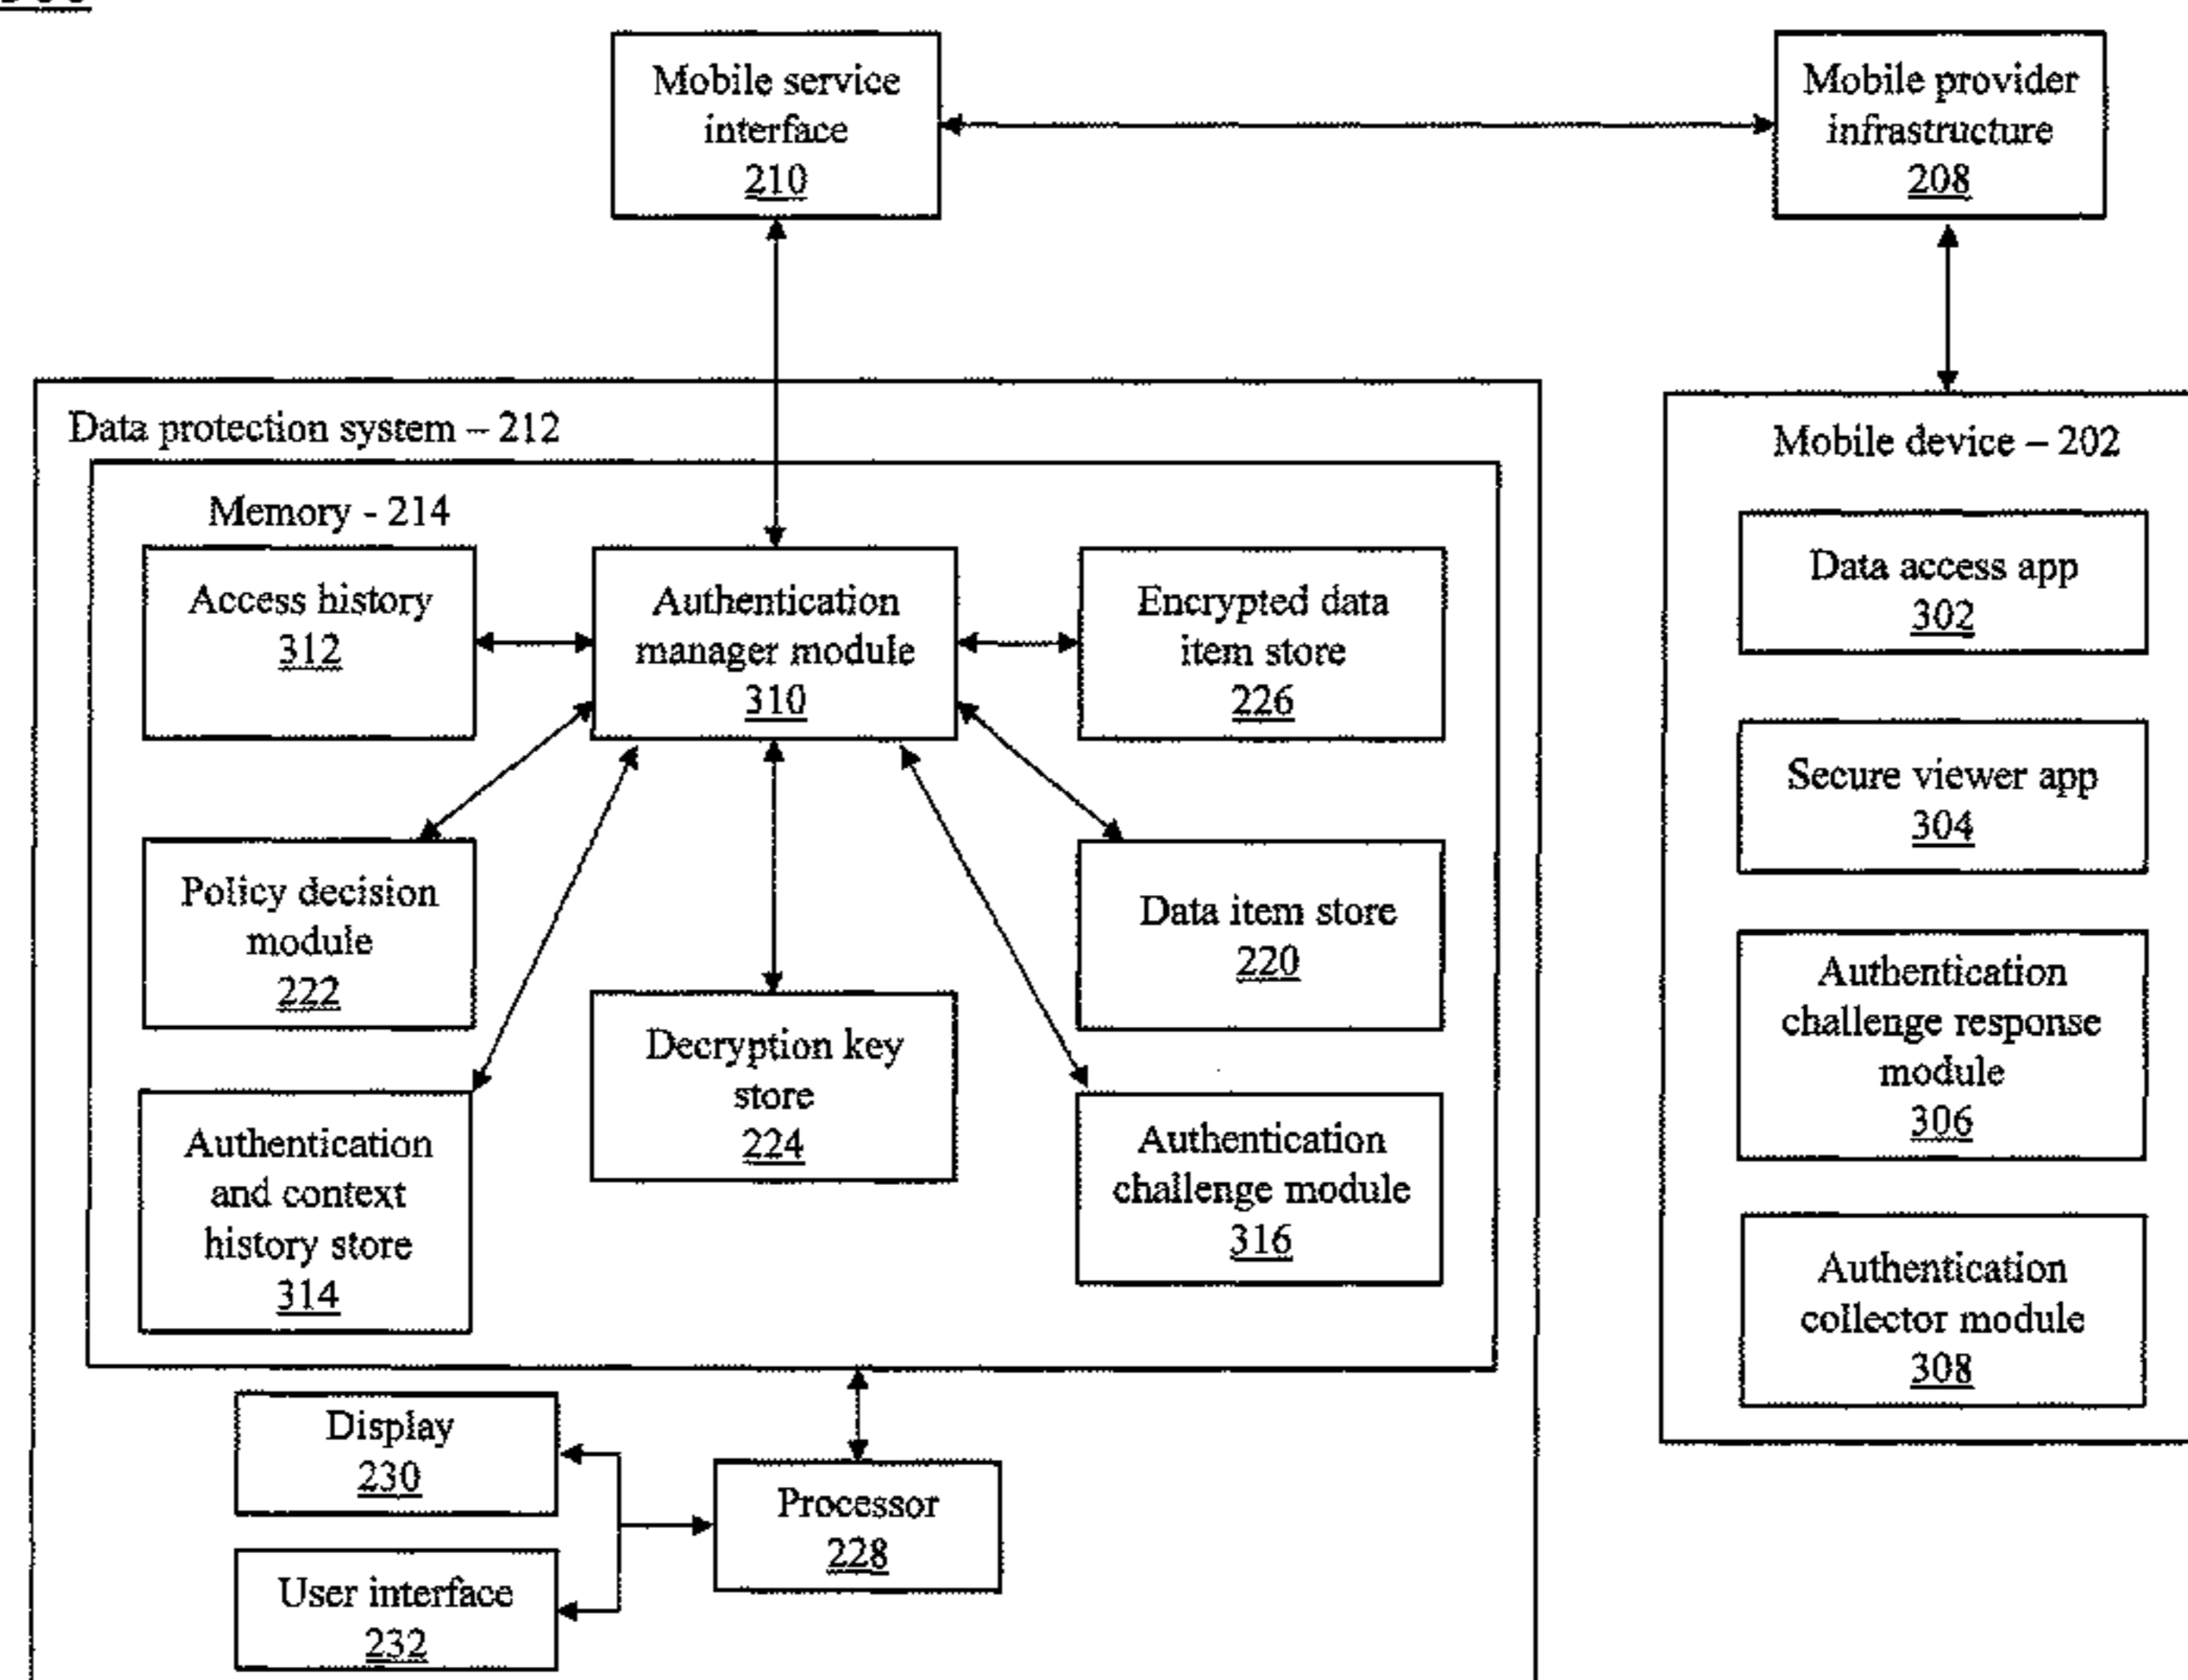 Mobile service
interface
210
Mobile provider
infrastructure
208
Data protection system – 212
Memory - 214
Access history
312
Authentication
manager module
310
Encrypted data
item store
226
Policy decision
module
222
Data item store
220
Decryption key
store
224
Authentication
and context
history store
314
Authentication
challenge module
316
Display
230
Processor
228
User interface
232
Mobile device – 202
Data access app
302
Secure viewer app
304
Authentication
challenge response
module
306
Authentication
collector module
308